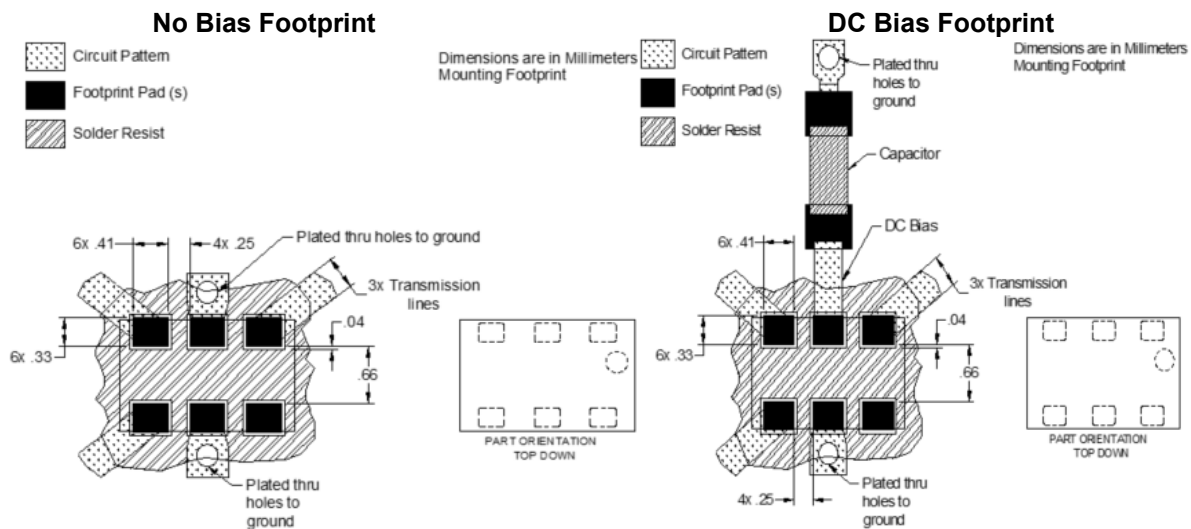 No Bias Footprint
Circuit Pattern
Footprint Pad (s)
Solder Resist
Dimensions are in Millimeters
Mounting Footprint
6x .41
4x .25
Plated thru holes to ground
3x Transmission
lines
6x .33
.04
.66
Plated thru
holes to
ground
PART ORIENTATION
TOP DOWN
DC Bias Footprint
Circuit Pattern
Footprint Pad (s)
Solder Resist
Plated thru
holes to
ground
Dimensions are in Millimeters
Mounting Footprint
Capacitor
DC Bias
6x .41
3x Transmission
lines
6x .33
.04
.66
4x .25
Plated thru
holes to
ground
PART ORIENTATION
TOP DOWN